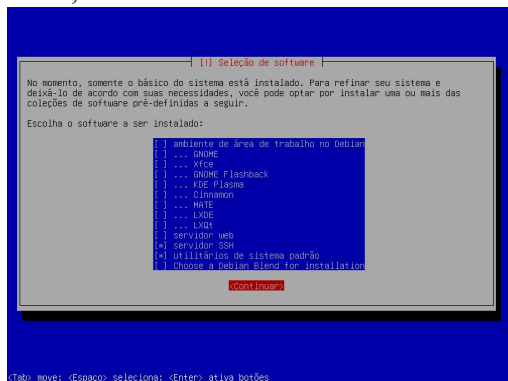 [!] Seleção de software
No momento, somente o básico do sistema está instalado. Para refinar seu sistema e
deixá-lo de acordo com suas necessidades, você pode optar por instalar uma ou mais das
coleções de software pré-definidas a seguir.
Escolha o software a ser instalado:
[ ] ambiente de área de trabalho no Debian
[ ] ... GNOME
[ ] ... Xfce
[ ] ... GNOME Flashback
[ ] ... KDE Plasma
[ ] ... Cinnamon
[ ] ... MATE
[ ] ... LXDE
[ ] ... LXQt
[ ] servidor web
[*] servidor SSH
[*] utilitários de sistema padrão
[ ] Choose a Debian Blend for installation
<Continuar>
<Tab> move; <Espaço> seleciona; <Enter> ativa botões